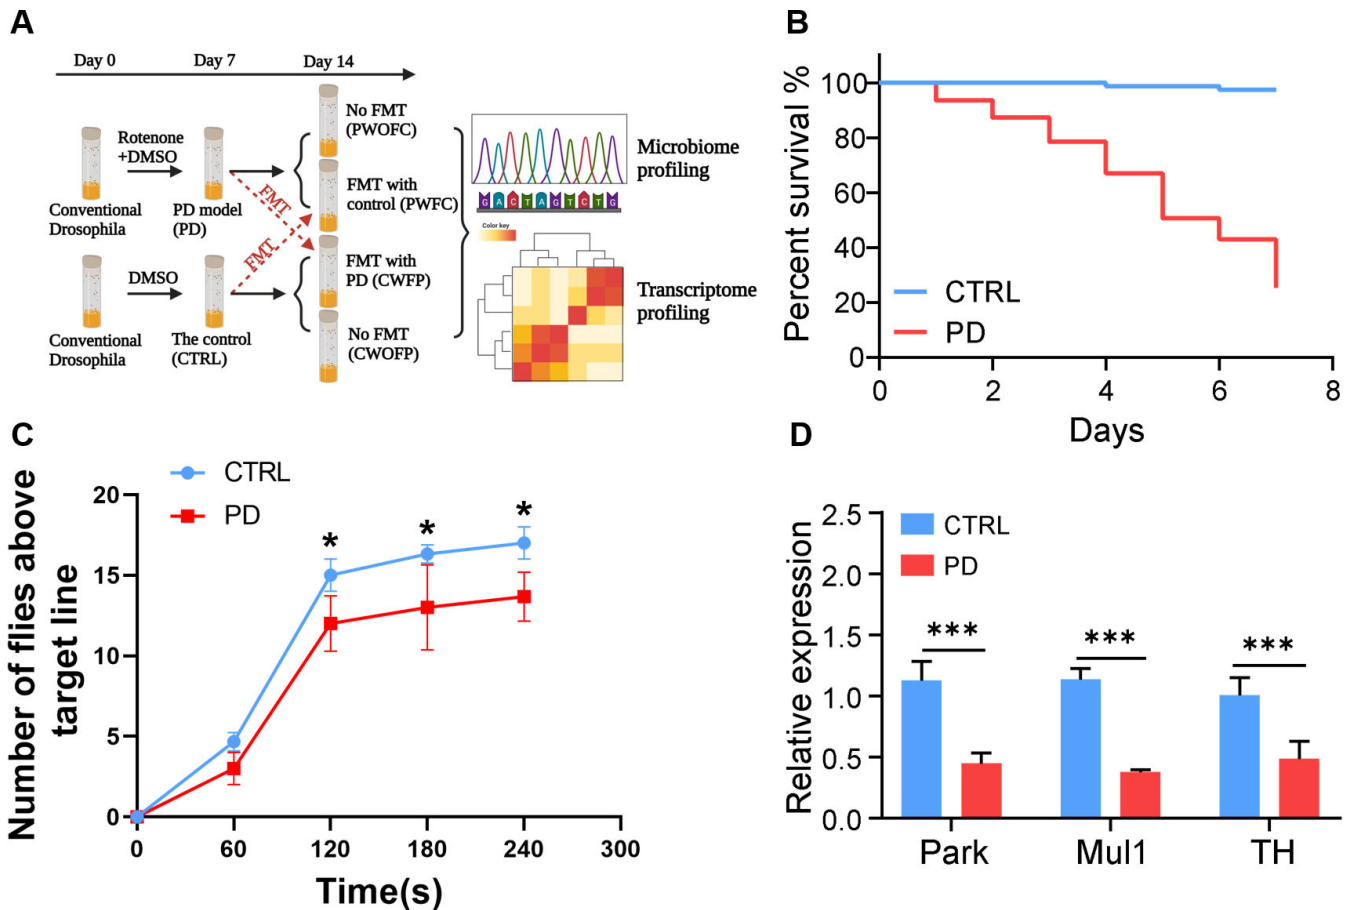 A
Day 0
Day 7
Day 14
Rotenone
+DMSO
Conventional
Drosophila
PD model
(PD)
FMT
FMT
No FMT
(PWOFC)
FMT with
control (PWFC)
FMT with
PD (CWFP)
No FMT
(CWOFP)
DMSO
Conventional
Drosophila
The control
(CTRL)
G A C T A G T C T G
Color key
Microbiome
profiling
Transcriptome
profiling
B
Percent survival %
100
80
60
40
20
0
CTRL
PD
0 2 4 6 8
Days
C
CTRL
PD
Number of flies above
target line
20
15
10
5
0
* * *
0 60 120 180 240 300
Time(s)
D
Relative expression
2.5
2.0
1.5
1.0
0.5
0.0
CTRL
PD
*** *** ***
Park Mul1 TH